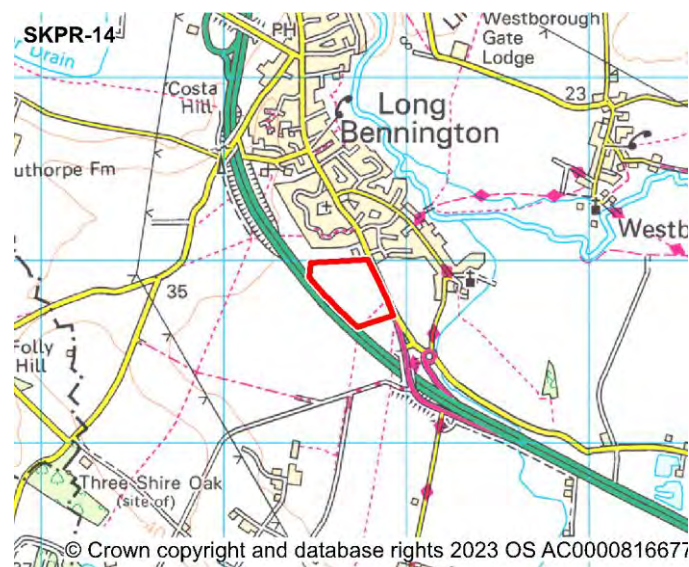 SKPR-14
Drain
PH
Costa
Hill
Westborough
Gate
Lodge
23
Long
Bennington
uthorpe Fm
Westb
35
Folly
Hill
Three Shire Oak
(site of)
© Crown copyright and database rights 2023 OS AC0000816677